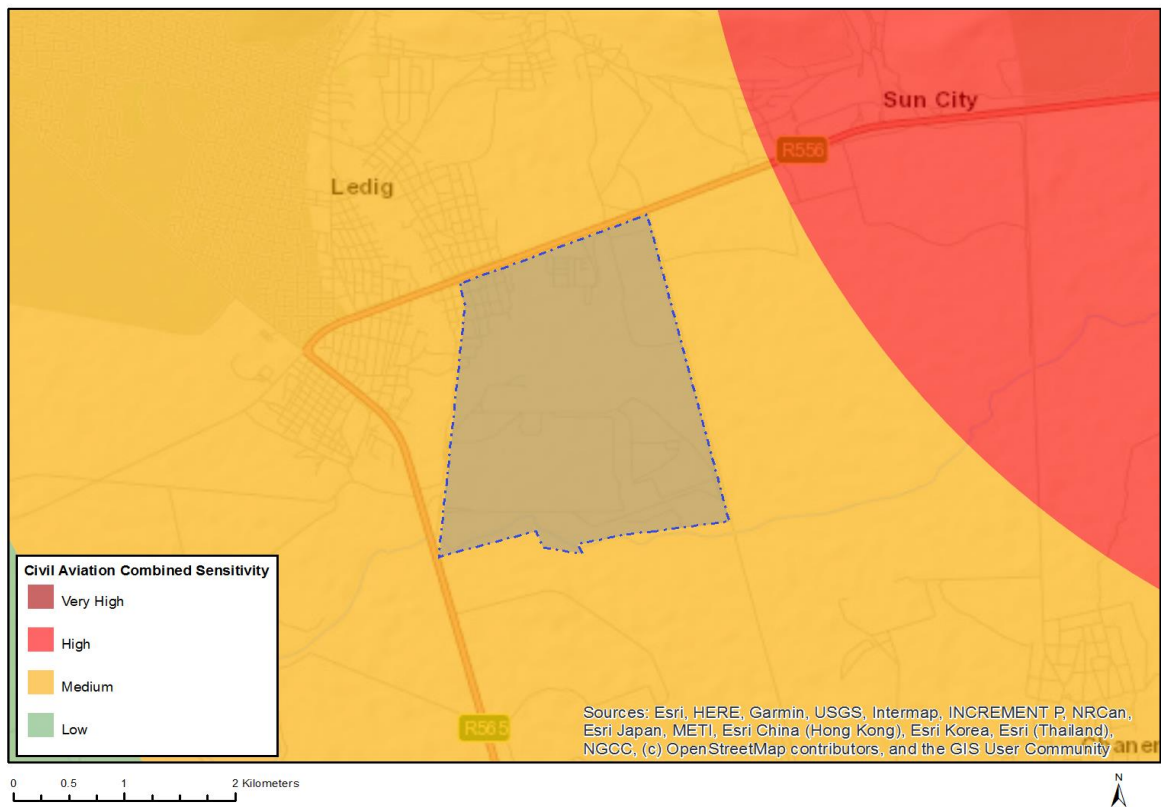 Sun City
R556
Ledig
Civil Aviation Combined Sensitivity
Very High
High
Medium
Low
R565
Sources: Esri, HERE, Garmin, USGS, Intermap, INCREMENT P, NRCan,
Esri Japan, METI, Esri China (Hong Kong), Esri Korea, Esri (Thailand),
NGCC, (c) OpenStreetMap contributors, and the GIS User Community
Chaner
0 0.5 1 2 Kilometers
N